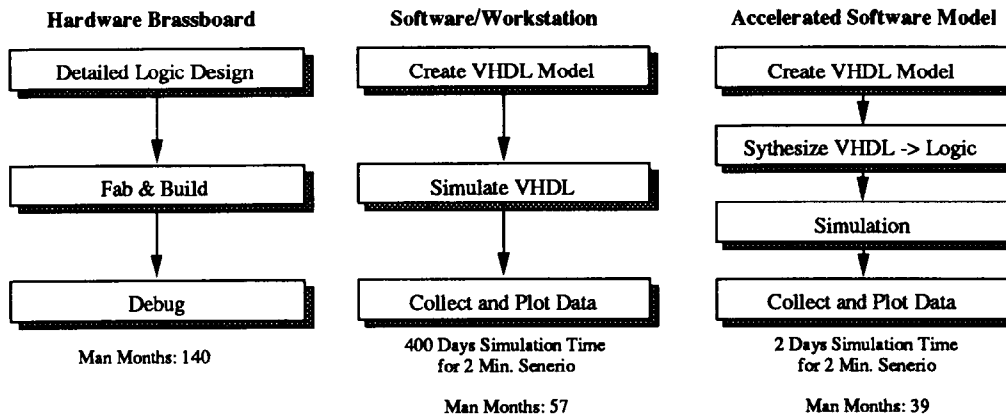 Hardware Brassboard
Detailed Logic Design
Fab & Build
Debug
Man Months: 140
Software/Workstation
Create VHDL Model
Simulate VHDL
Collect and Plot Data
400 Days Simulation Time
for 2 Min. Senerio
Man Months: 57
Accelerated Software Model
Create VHDL Model
Sythesize VHDL -> Logic
Simulation
Collect and Plot Data
2 Days Simulation Time
for 2 Min. Senerio
Man Months: 39